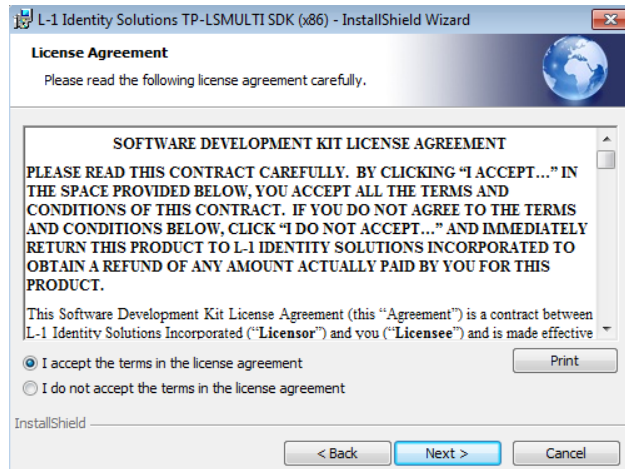 L-1 Identity Solutions TP-LSMULTI SDK (x86) - InstallShield Wizard
License Agreement
Please read the following license agreement carefully.
SOFTWARE DEVELOPMENT KIT LICENSE AGREEMENT
PLEASE READ THIS CONTRACT CAREFULLY. BY CLICKING “I ACCEPT…” IN
THE SPACE PROVIDED BELOW, YOU ACCEPT ALL THE TERMS AND
CONDITIONS OF THIS CONTRACT. IF YOU DO NOT AGREE TO THE TERMS
AND CONDITIONS BELOW, CLICK “I DO NOT ACCEPT…” AND IMMEDIATELY
RETURN THIS PRODUCT TO L-1 IDENTITY SOLUTIONS INCORPORATED TO
OBTAIN A REFUND OF ANY AMOUNT ACTUALLY PAID BY YOU FOR THIS
PRODUCT.
This Software Development Kit License Agreement (this “Agreement”) is a contract between
L-1 Identity Solutions Incorporated (“Licensor”) and you (“Licensee”) and is made effective
I accept the terms in the license agreement
Print
I do not accept the terms in the license agreement
InstallShield
< Back
Next >
Cancel